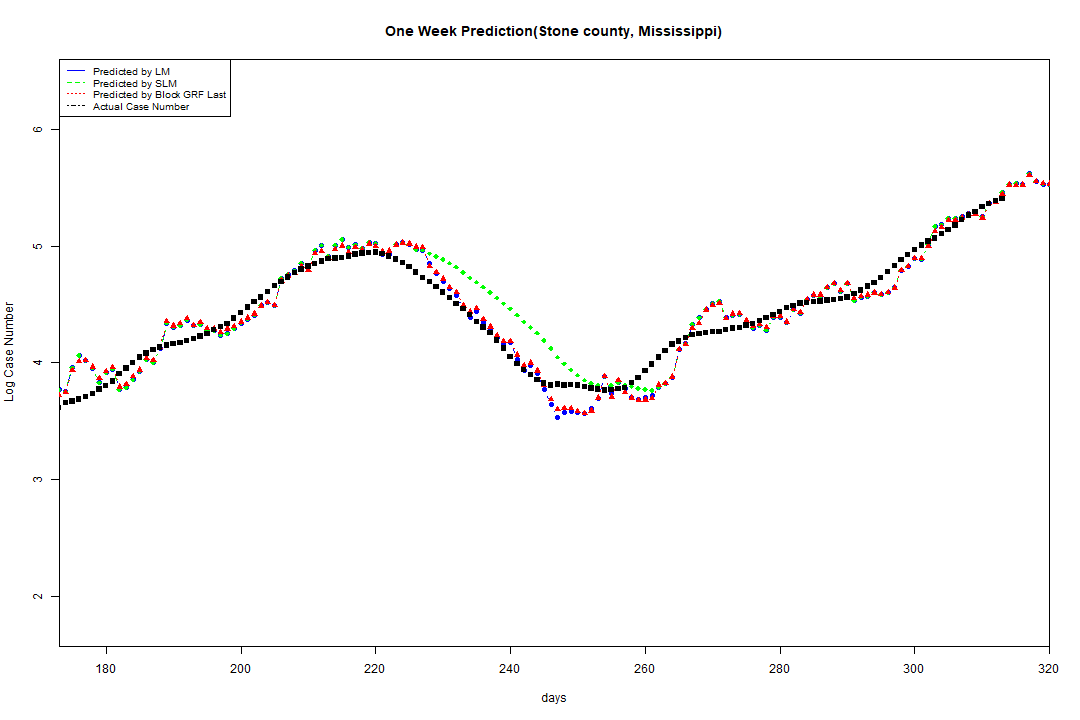 One Week Prediction(Stone county, Mississippi)
Predicted by LM
Predicted by SLM
Predicted by Block GRF Last
Actual Case Number
6
5
4
3
2
Log Case Number
180 200 220 240 260 280 300 320
days